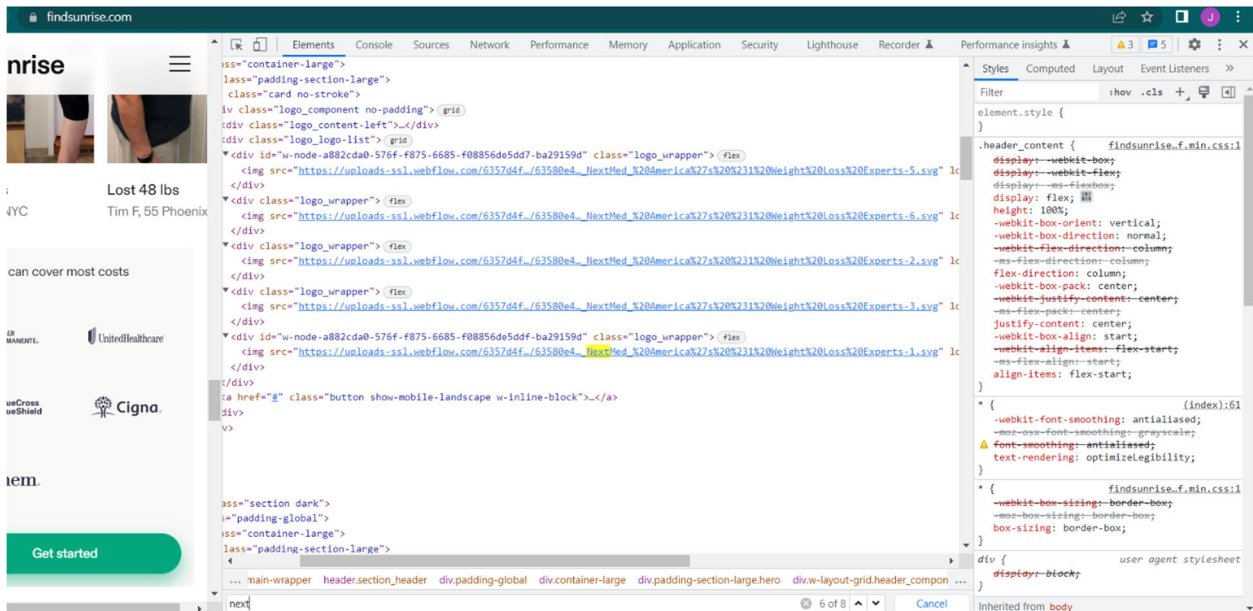 findsunrise.com
J
nrise
Lost 48 lbs
NYC
Tim F, 55 Phoenix
can cover most costs
MANENTE.
UnitedHealthcare
ueCross
ueShield
Cigna.
nem.
Get started
Elements Console Sources Network Performance Memory Application Security Lighthouse Recorder Performance insights 3 5
ass="container-large">
lass="padding-section-large">
class="card no-stroke">
iv class="logo_component no-padding"> grid
<div class="logo_content-left">…</div>
<div class="logo_logo-list"> grid
▼<div id="w-node-a882cda0-576f-f875-6685-f08856de5dd7-ba29159d" class="logo_wrapper"> flex
<img src="https://uploads-ssl.webflow.com/6357d4f…/63580e4…_NextMed_%20America%27s%20%231%20Weight%20Loss%20Experts-5.svg" lo
</div>
▼<div class="logo_wrapper"> flex
<img src="https://uploads-ssl.webflow.com/6357d4f…/63580e4…_NextMed_%20America%27s%20%231%20Weight%20Loss%20Experts-6.svg" lo
</div>
▼<div class="logo_wrapper"> flex
<img src="https://uploads-ssl.webflow.com/6357d4f…/63580e4…_NextMed_%20America%27s%20%231%20Weight%20Loss%20Experts-2.svg" lo
</div>
▼<div class="logo_wrapper"> flex
<img src="https://uploads-ssl.webflow.com/6357d4f…/63580e4…_NextMed_%20America%27s%20%231%20Weight%20Loss%20Experts-3.svg" lo
</div>
▼<div id="w-node-a882cda0-576f-f875-6685-f08856de5ddf-ba29159d" class="logo_wrapper"> flex
<img src="https://uploads-ssl.webflow.com/6357d4f…/63580e4…_NextMed_%20America%27s%20%231%20Weight%20Loss%20Experts-1.svg" lo
</div>
</div>
<a href="#" class="button show-mobile-landscape w-inline-block">…</a>
div>
v>
ass="section dark">
s="padding-global">
ass="container-large">
lass="padding-section-large">
… main-wrapper header.section_header div.padding-global div.container-large div.padding-section-large.hero div.w-layout-grid.header_compon …
next
6 of 8
Cancel
Styles Computed Layout Event Listeners »
Filter :hov .cls +
element.style {
}
.header_content { findsunrise…f.min.css:1
display: -webkit-box;
display: -webkit-flex;
display: -ms-flexbox;
display: flex;
height: 100%;
-webkit-box-orient: vertical;
-webkit-box-direction: normal;
-webkit-flex-direction: column;
-ms-flex-direction: column;
flex-direction: column;
-webkit-box-pack: center;
-webkit-justify-content: center;
-ms-flex-pack: center;
justify-content: center;
-webkit-box-align: start;
-webkit-align-items: flex-start;
-ms-flex-align: start;
align-items: flex-start;
}
* { (index):61
-webkit-font-smoothing: antialiased;
-moz-osx-font-smoothing: grayscale;
font-smoothing: antialiased;
text-rendering: optimizeLegibility;
}
* { findsunrise…f.min.css:1
-webkit-box-sizing: border-box;
-moz-box-sizing: border-box;
box-sizing: border-box;
}
div { user agent stylesheet
display: block;
}
Inherited from body